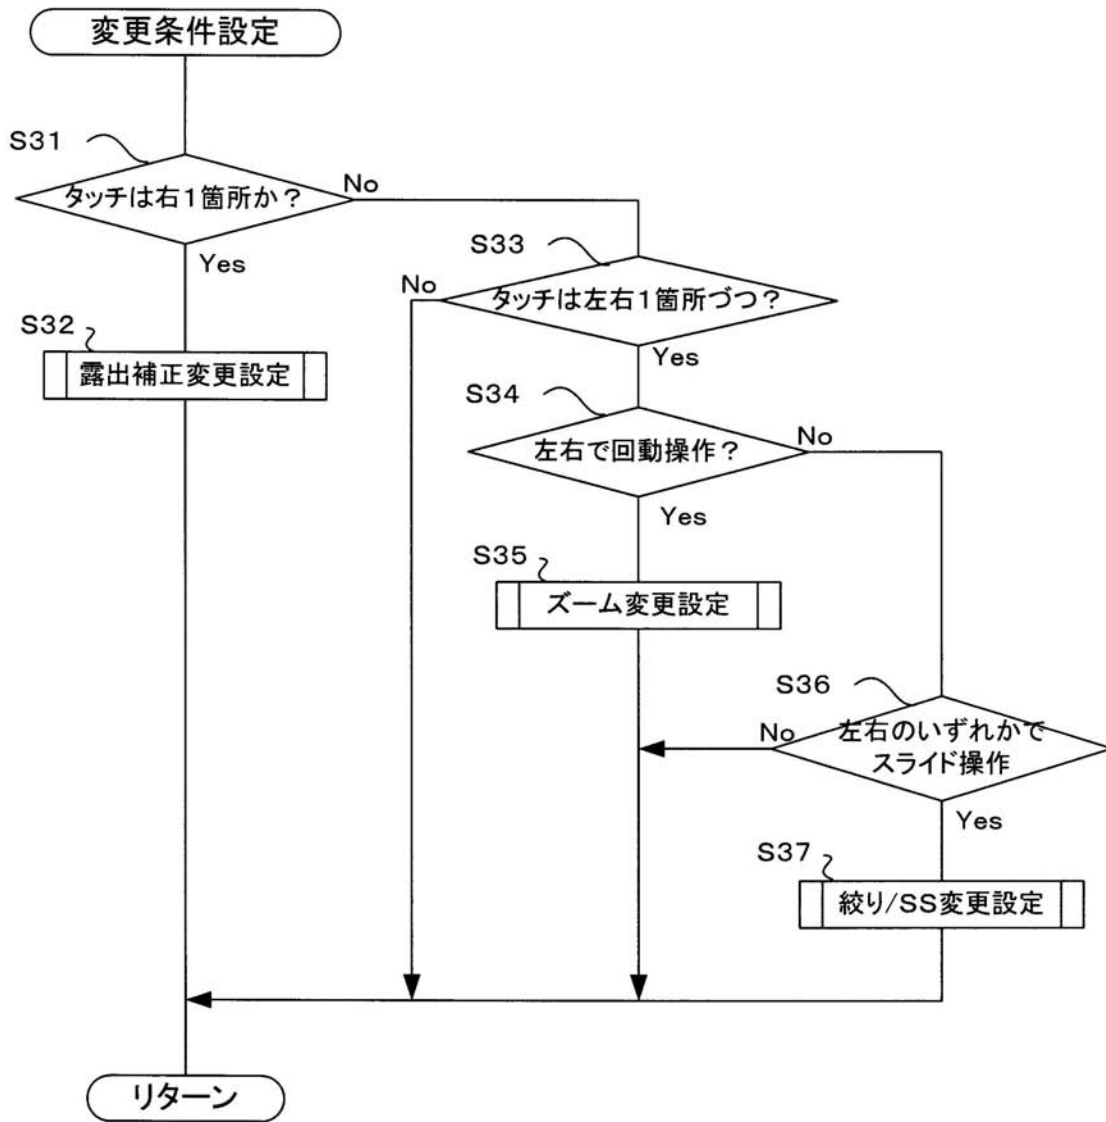 変更条件設定
S31
タッチは右1箇所か?
No
Yes
S32
露出補正変更設定
S33
タッチは左右1箇所づつ?
No
Yes
S34
左右で回動操作?
No
Yes
S35
ズーム変更設定
S36
左右のいずれかで
スライド操作
No
Yes
S37
絞り/SS変更設定
リターン